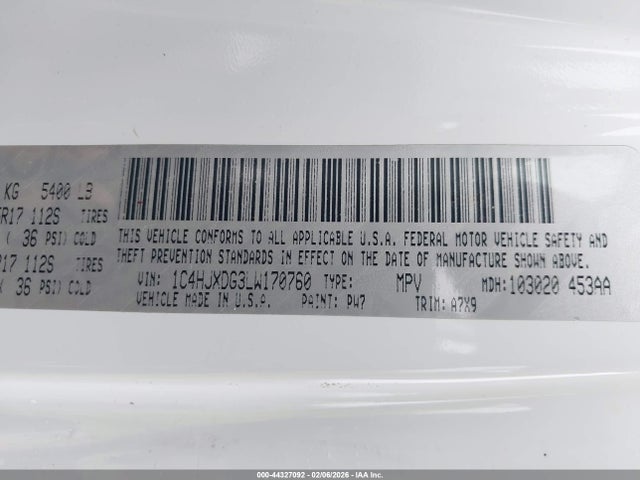 KG 5400 LB
R17 112S TIRES
( 36 PSI) COLD
R17 112S TIRES
36 PSI) COLD
THIS VEHICLE CONFORMS TO ALL APPLICABLE U.S.A. FEDERAL MOTOR VEHICLE SAFETY AND
THEFT PREVENTION STANDARDS IN EFFECT ON THE DATE OF MANUFACTURE SHOWN ABOVE.
VIN: 1C4HJXDG3LW170760 TYPE: MPV MDH: 103020 453AA
VEHICLE MADE IN U.S.A. PAINT: PW7 TRIM: A7X9
000-44327092 / 02/06/2026 - IAA Inc.